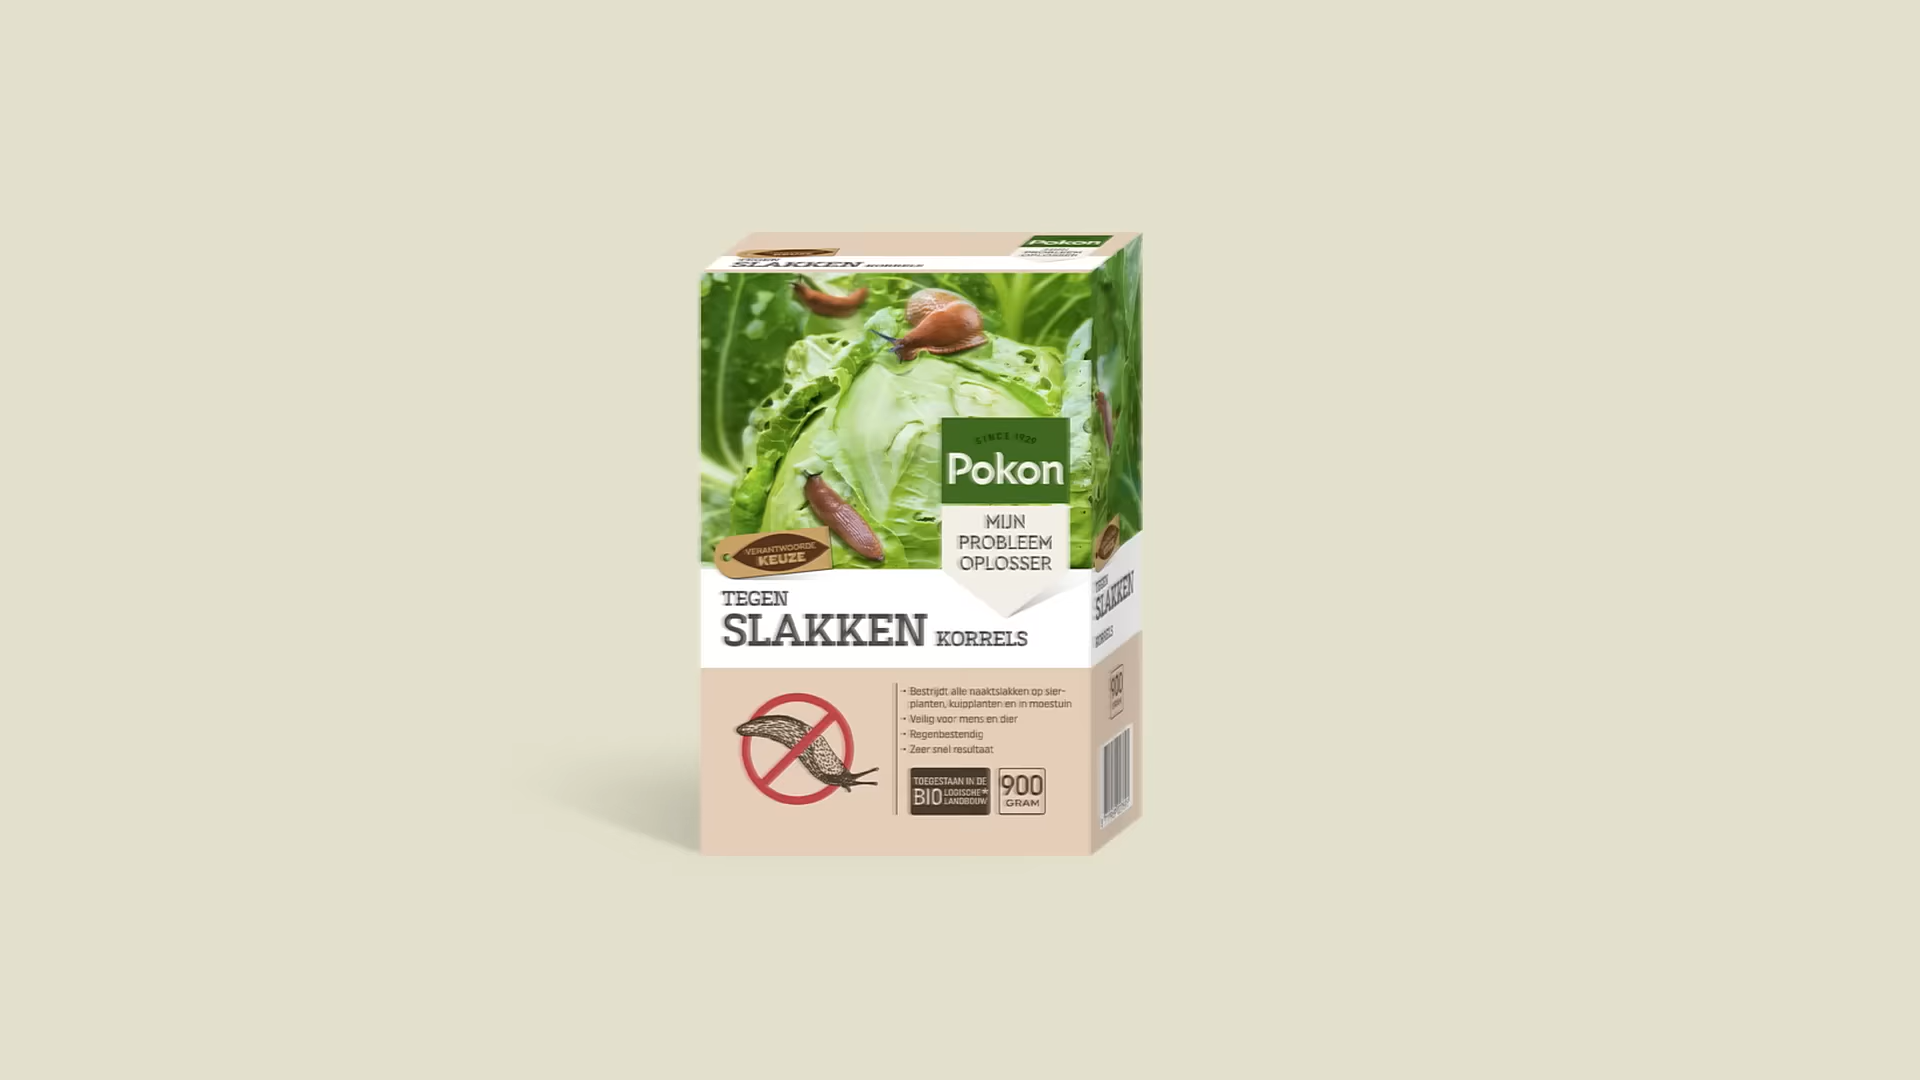 Pokon
TEGEN
SLAKKEN KORRELS
SINCE 1929
Pokon
MIJN
PROBLEEM
OPLOSSER
VERANTWOORDE
KEUZE
TEGEN
SLAKKEN KORRELS
- Bestrijdt alle naaktslakken op sier-
planten, kuipplanten en in moestuin
- Veilig voor mens en dier
- Regenbestendig
- Zeer snel resultaat
TOEGESTAAN IN DE
BIO LOGISCHE*
LANDBOUW
900
GRAM
TEGEN
SLAKKEN
KORRELS
900
GRAM